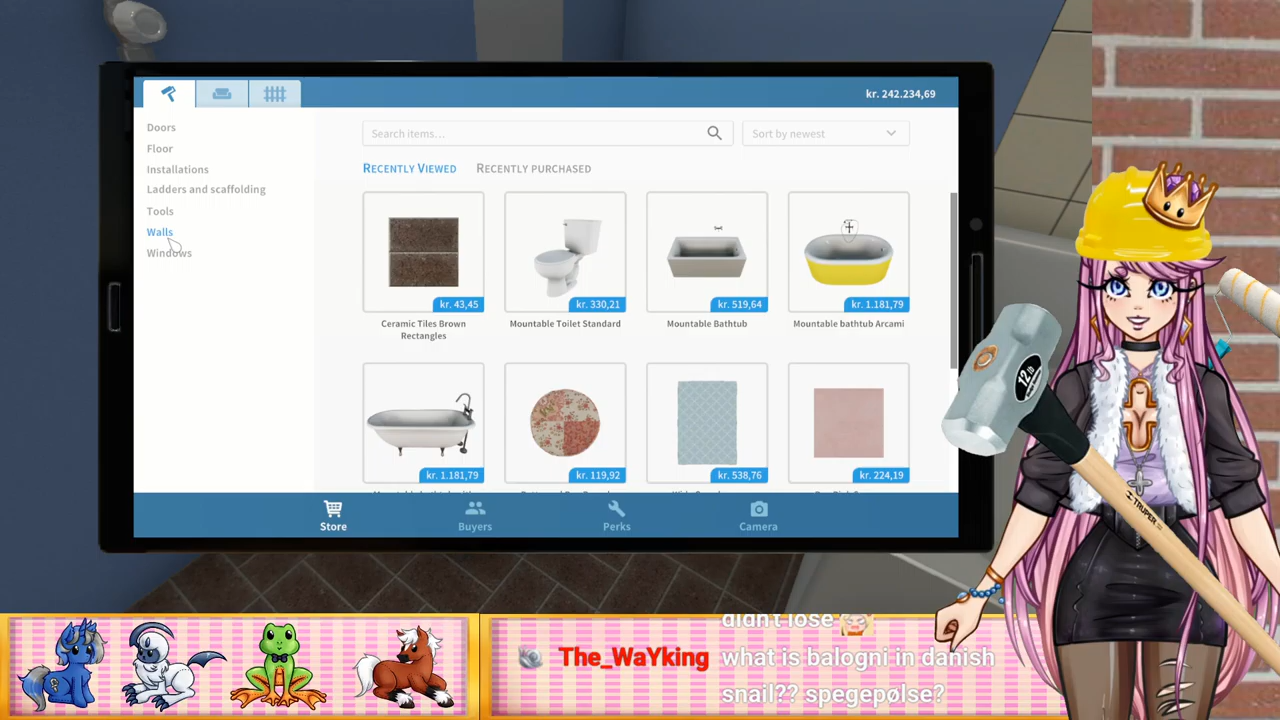 kr. 242.234,69
Doors
Floor
Installations
Ladders and scaffolding
Tools
Walls
Windows
Search items...
Sort by newest
RECENTLY VIEWED
RECENTLY PURCHASED
kr. 43,45
kr. 330,21
kr. 519,64
kr. 1.181,79
Ceramic Tiles Brown
Rectangles
Mountable Toilet Standard
Mountable Bathtub
Mountable bathtub Arcami
kr. 1.181,79
kr. 119,92
kr. 538,76
kr. 224,19
Store
Buyers
Perks
Camera
12 lb
TRUPER
didn't lose
The_WaYking what is balogni in danish
snail?? spegepølse?